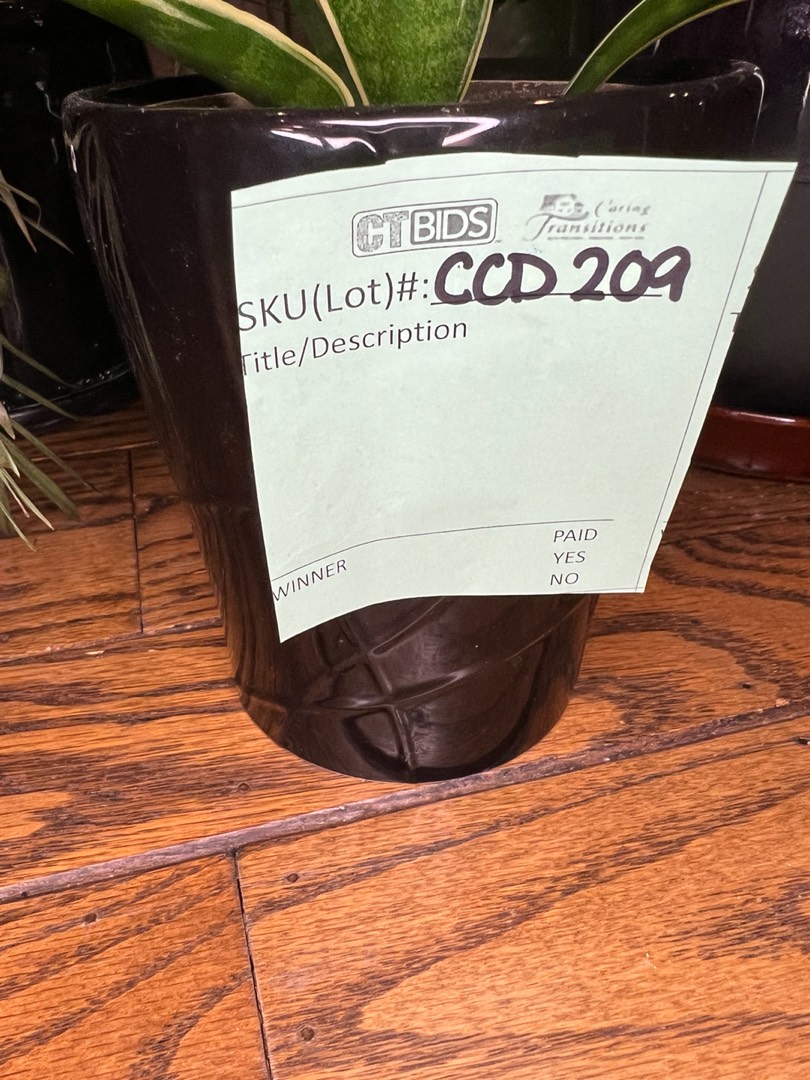 CTBIDS
Caring
Transitions
SKU(Lot)#: CCD 209
Title/Description
PAID
YES
WINNER
NO